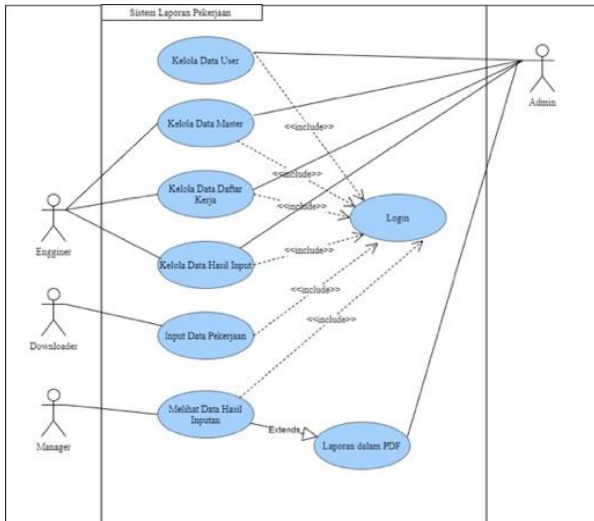 Sistem Laporan Pekerjaan
Kelola Data User
Admin
Kelola Data Master
<<include>>
<<include>>
Kelola Data Daftar
Kerja
<<include>>
Login
Engginer
Kelola Data Hasil Input
<<include>>
<<include>>
Downloader
Input Data Pekerjaan
<<include>>
Manager
Melihat Data Hasil
Inputan
Extends
Laporan dalam PDF